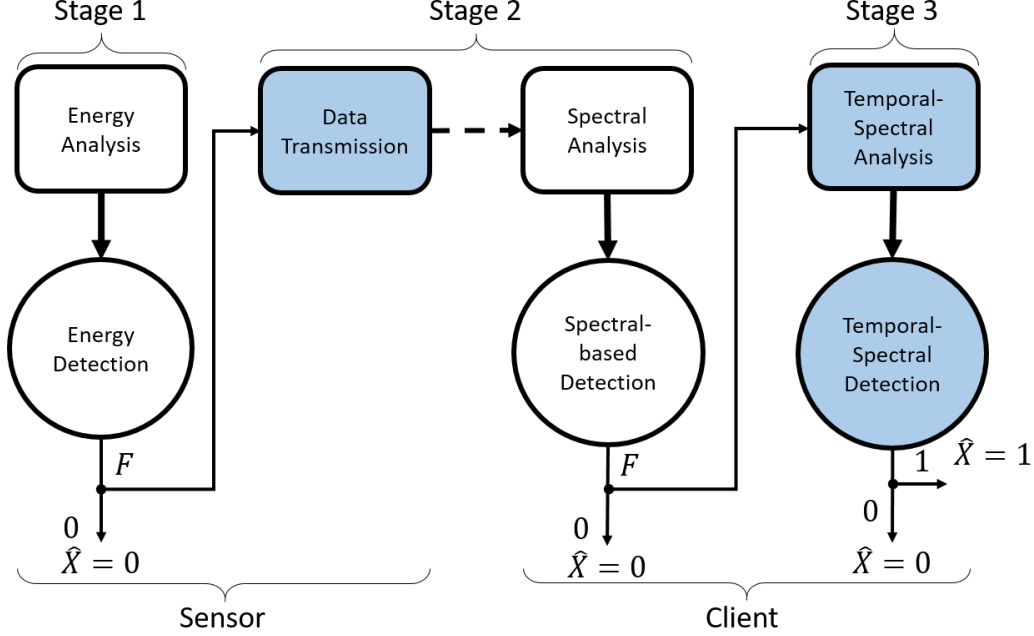 Stage 1
Stage 2
Stage 3
Energy
Analysis
Data
Transmission
Spectral
Analysis
Temporal-
Spectral
Analysis
Energy
Detection
Spectral-
based
Detection
Temporal-
Spectral
Detection
F
F
1
X̂ = 1
0
0
0
X̂ = 0
X̂ = 0
X̂ = 0
Sensor
Client